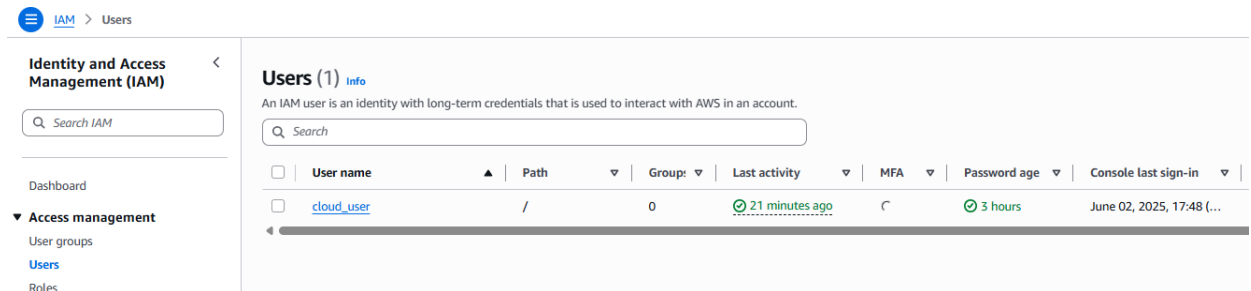 IAM > Users
Identity and Access
Management (IAM)
Search IAM
Dashboard
Access management
User groups
Users
Roles
Users (1) Info
An IAM user is an identity with long-term credentials that is used to interact with AWS in an account.
Search
User name Path Groups Last activity MFA Password age Console last sign-in
cloud_user / 0 21 minutes ago 3 hours June 02, 2025, 17:48 (...